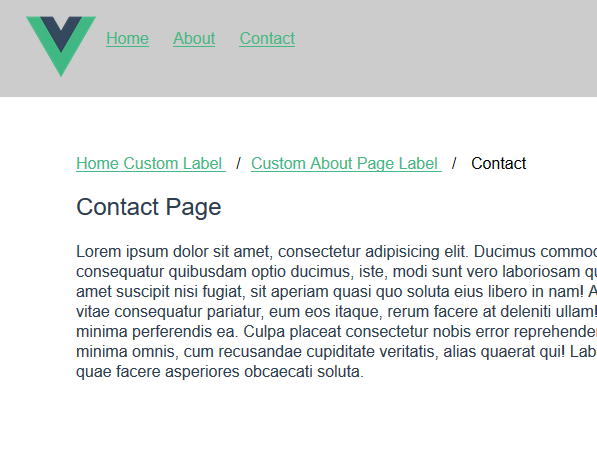 Home About Contact
Home Custom Label / Custom About Page Label / Contact
Contact Page
Lorem ipsum dolor sit amet, consectetur adipisicing elit. Ducimus commod
consequatur quibusdam optio ducimus, iste, modi sunt vero laboriosam qu
amet suscipit nisi fugiat, sit aperiam quasi quo soluta eius libero in nam! A
vitae consequatur pariatur, eum eos itaque, rerum facere at deleniti ullam!
minima perferendis ea. Culpa placeat consectetur nobis error reprehende
minima omnis, cum recusandae cupiditate veritatis, alias quaerat qui! Lab
quae facere asperiores obcaecati soluta.